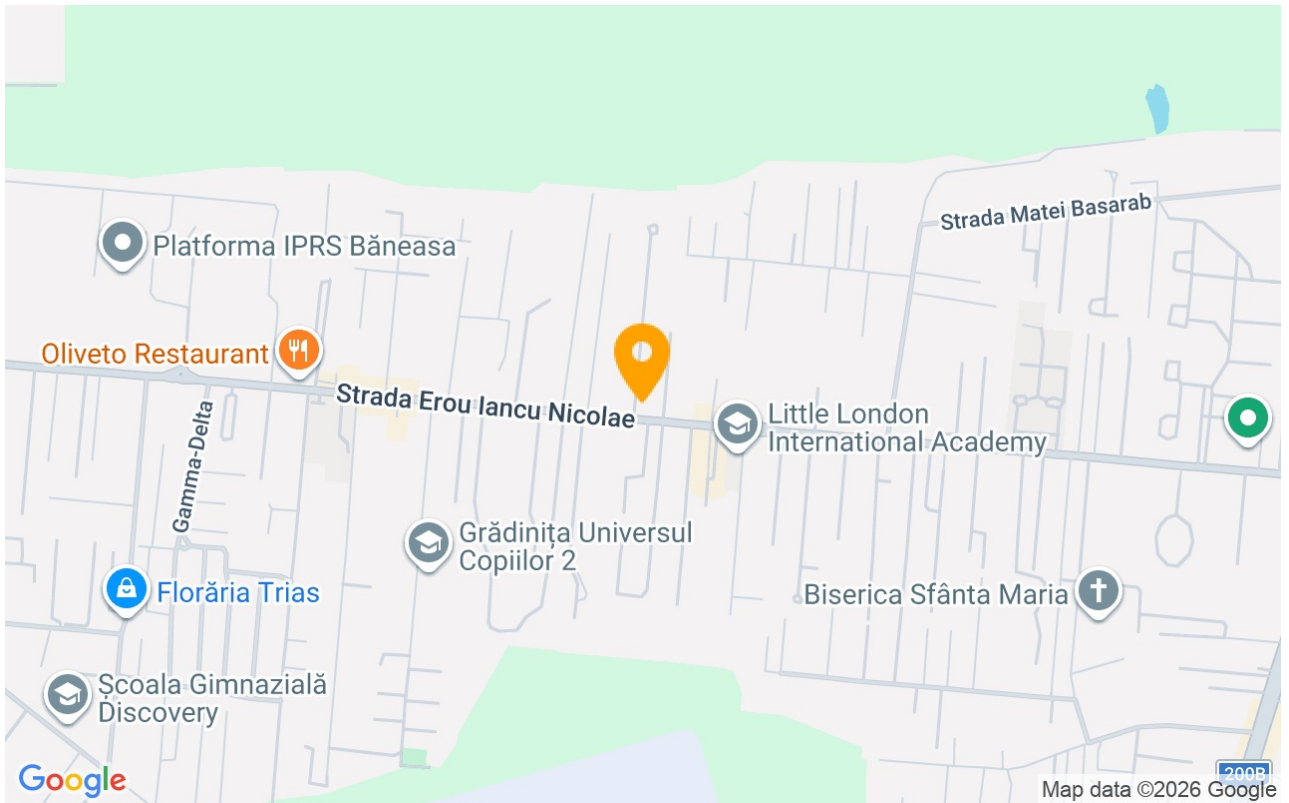 Strada Matei Basarab
Platforma IPRS Băneasa
Oliveto Restaurant
Strada Erou Iancu Nicolae
Little London
International Academy
Gamma-Delta
Grădinița Universul
Copiilor 2
Florăria Trias
Biserica Sfânta Maria
Școala Gimnazială
Discovery
Google
200B
Map data ©2026 Google